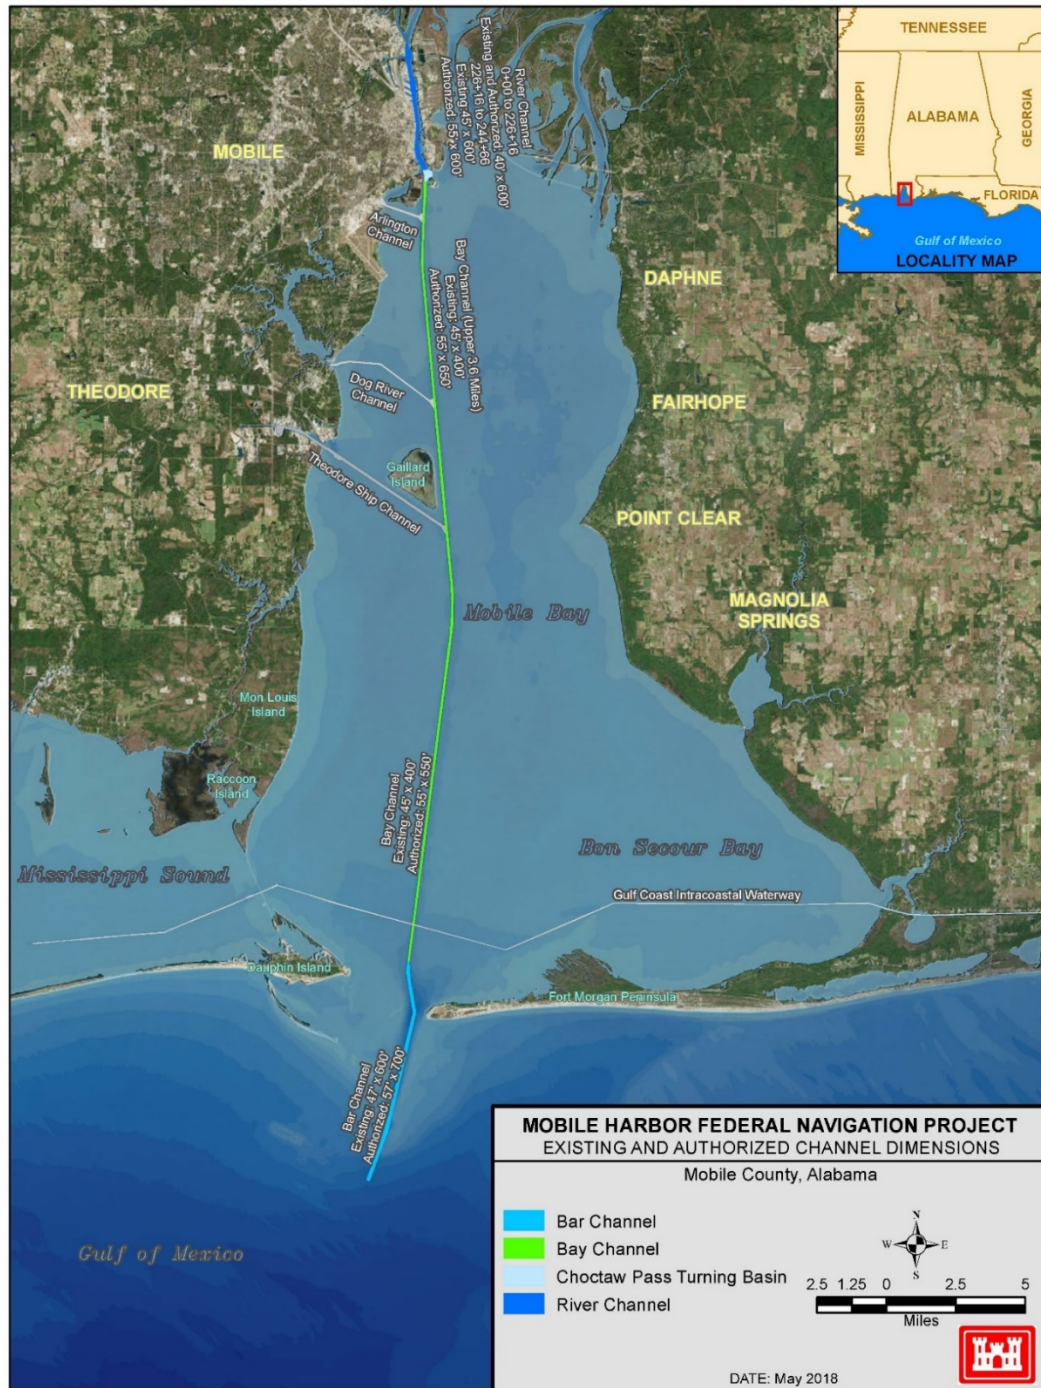 TENNESSEE
MISSISSIPPI
ALABAMA
GEORGIA
FLORIDA
Gulf of Mexico
LOCALITY MAP
River Channel
0+00 to 226+16
Existing and Authorized: 40' x 600'
226+16 to 244+66
Existing: 45' x 600'
Authorized: 55' x 600'
MOBILE
Arlington
Channel
Bay Channel (Upper 3.6 Miles)
Existing: 45' x 400'
Authorized: 55' x 650'
DAPHNE
THEODORE
Dog River
Channel
FAIRHOPE
Gaillard
Island
Theodore Ship Channel
POINT CLEAR
Mobile Bay
MAGNOLIA
SPRINGS
Mon Louis
Island
Raccoon
Island
Bay Channel
Existing: 45' x 400'
Authorized: 55' x 550'
Bon Secour Bay
Mississippi Sound
Gulf Coast Intracoastal Waterway
Dauphin Island
Fort Morgan Peninsula
Bar Channel
Existing: 47' x 600'
Authorized: 57' x 700'
Gulf of Mexico
MOBILE HARBOR FEDERAL NAVIGATION PROJECT
EXISTING AND AUTHORIZED CHANNEL DIMENSIONS
Mobile County, Alabama
Bar Channel
Bay Channel
Choctaw Pass Turning Basin
River Channel
N
W E
S
2.5 1.25 0 2.5 5
Miles
DATE: May 2018